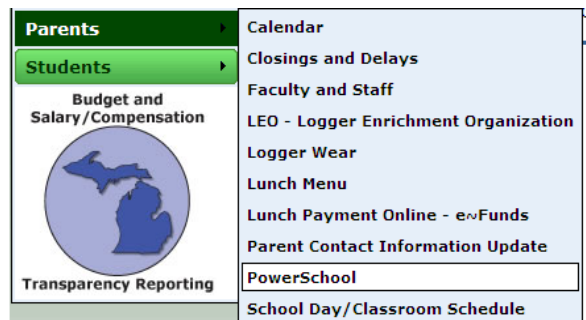 Parents
Students
Budget and
Salary/Compensation
Transparency Reporting
Calendar
Closings and Delays
Faculty and Staff
LEO - Logger Enrichment Organization
Logger Wear
Lunch Menu
Lunch Payment Online - e~Funds
Parent Contact Information Update
PowerSchool
School Day/Classroom Schedule